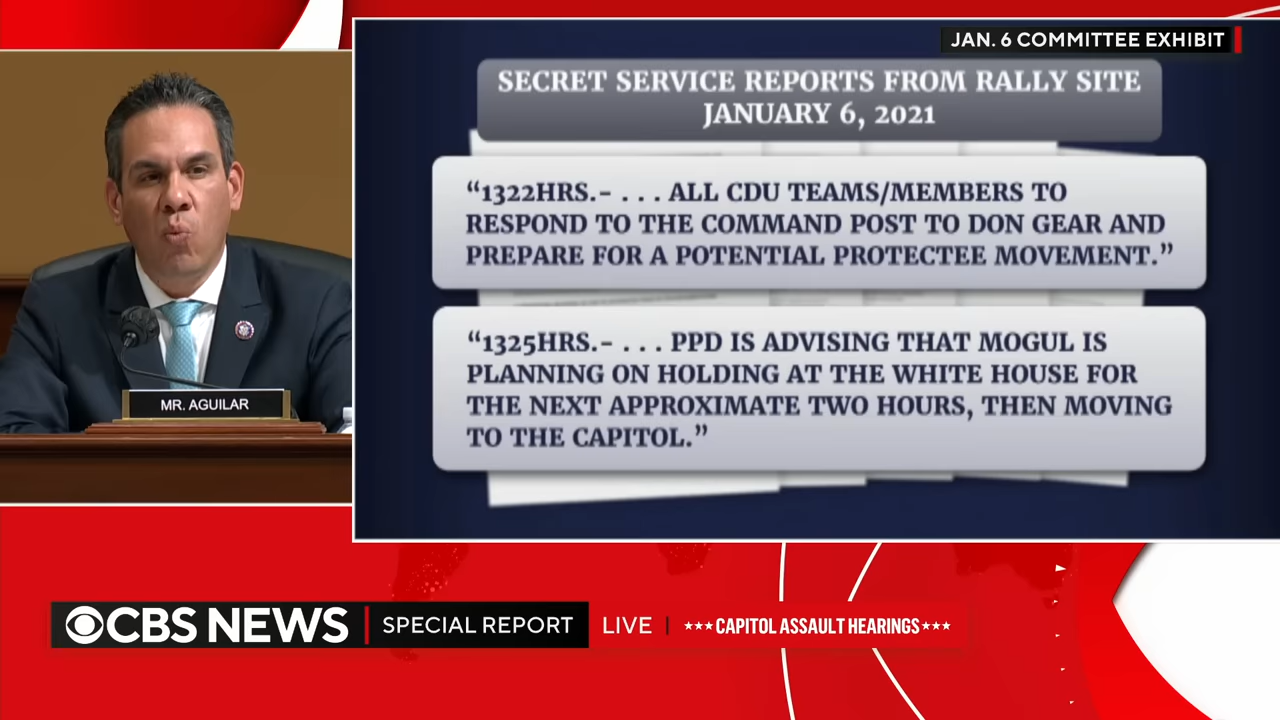 JAN. 6 COMMITTEE EXHIBIT
SECRET SERVICE REPORTS FROM RALLY SITE
JANUARY 6, 2021
“1322HRS.- . . . ALL CDU TEAMS/MEMBERS TO
RESPOND TO THE COMMAND POST TO DON GEAR AND
PREPARE FOR A POTENTIAL PROTECTEE MOVEMENT.”
“1325HRS.- . . . PPD IS ADVISING THAT MOGUL IS
PLANNING ON HOLDING AT THE WHITE HOUSE FOR
THE NEXT APPROXIMATE TWO HOURS, THEN MOVING
TO THE CAPITOL.”
MR. AGUILAR
CBS NEWS SPECIAL REPORT LIVE ★★★CAPITOL ASSAULT HEARINGS★★★